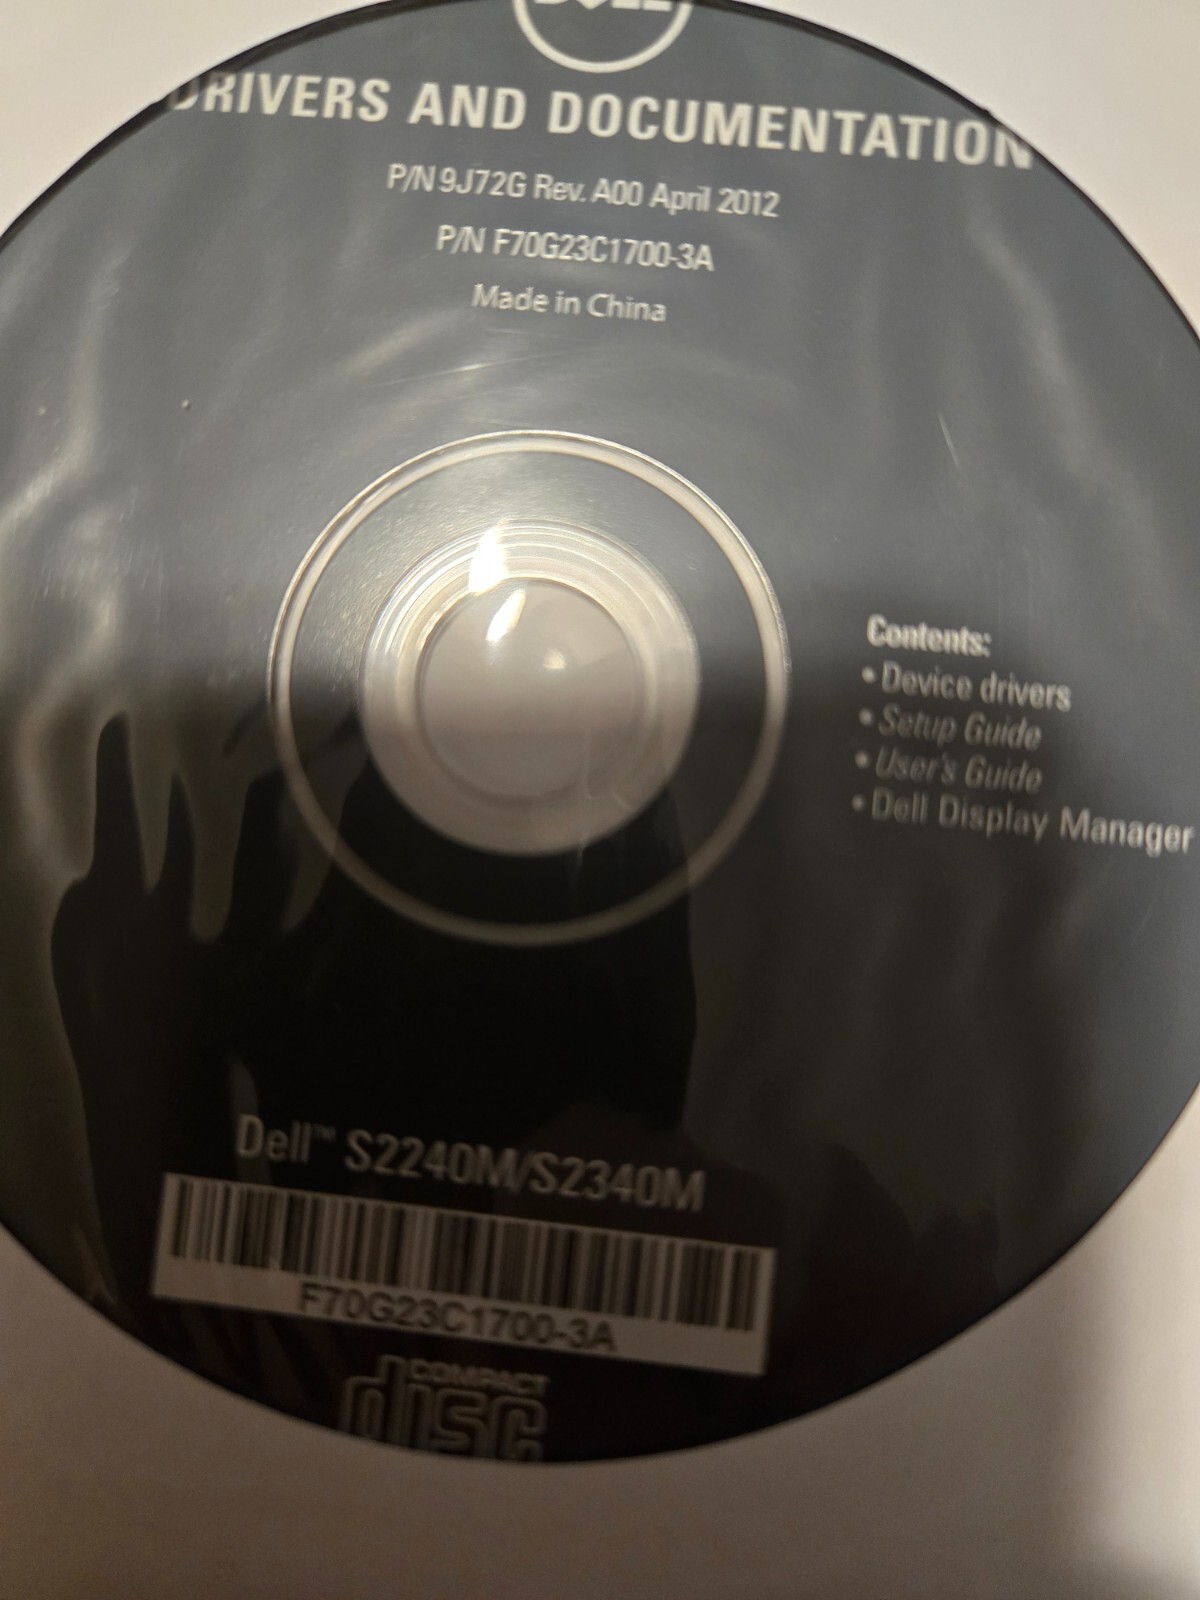 DELL
DRIVERS AND DOCUMENTATION
P/N 9J72G Rev. A00 April 2012
P/N F70G23C1700-3A
Made in China
Contents:
• Device drivers
• Setup Guide
• User's Guide
• Dell Display Manager
Dell™ S2240M/S2340M
F70G23C1700-3A
COMPACT
disc